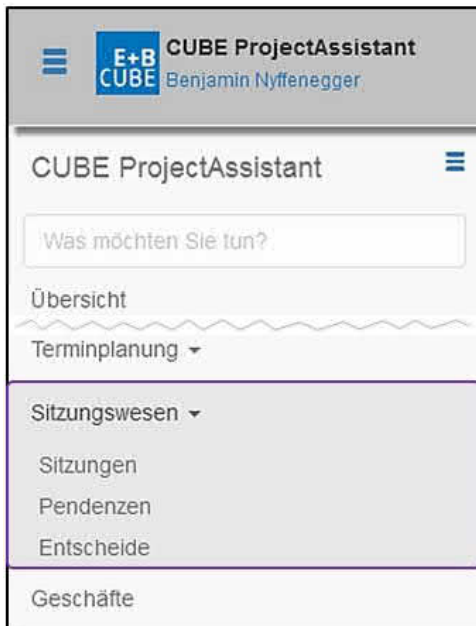 E+B
CUBE
CUBE ProjectAssistant
Benjamin Nyffenegger
CUBE ProjectAssistant
Was möchten Sie tun?
Übersicht
Terminplanung
Sitzungswesen
Sitzungen
Pendenzen
Entscheide
Geschäfte